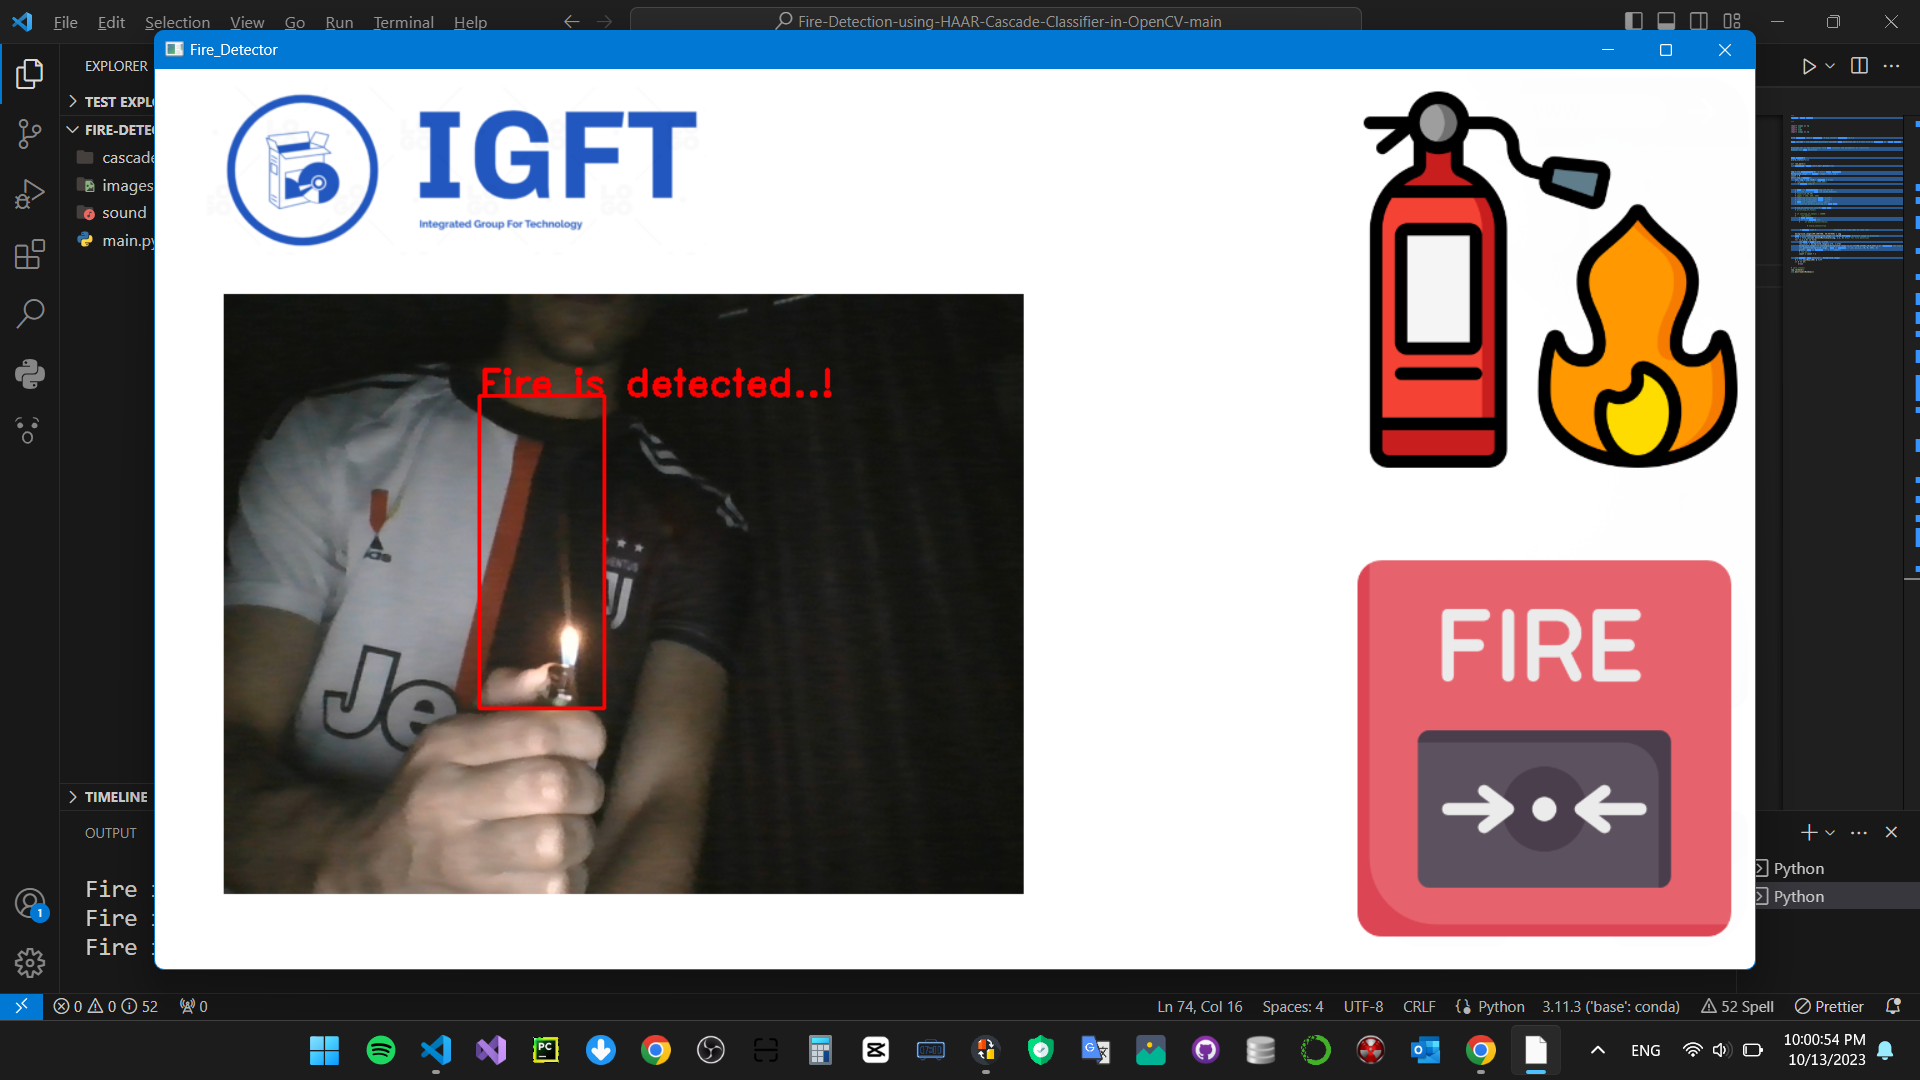 File Edit Selection View Go Run Terminal Help
Fire-Detection-using-HAAR-Cascade-Classifier-in-OpenCV-main
Fire_Detector
EXPLORER
TEST EXPL
FIRE-DETE
cascade
images
sound
main.py
IGFT
Integrated Group For Technology
Fire is detected..!
Je
FIRE
TIMELINE
OUTPUT
Fire
Fire
Fire
Python
Python
0 0 52 0
Ln 74, Col 16 Spaces: 4 UTF-8 CRLF Python 3.11.3 ('base': conda) 52 Spell Prettier
1
PC
ENG
10:00:54 PM
10/13/2023